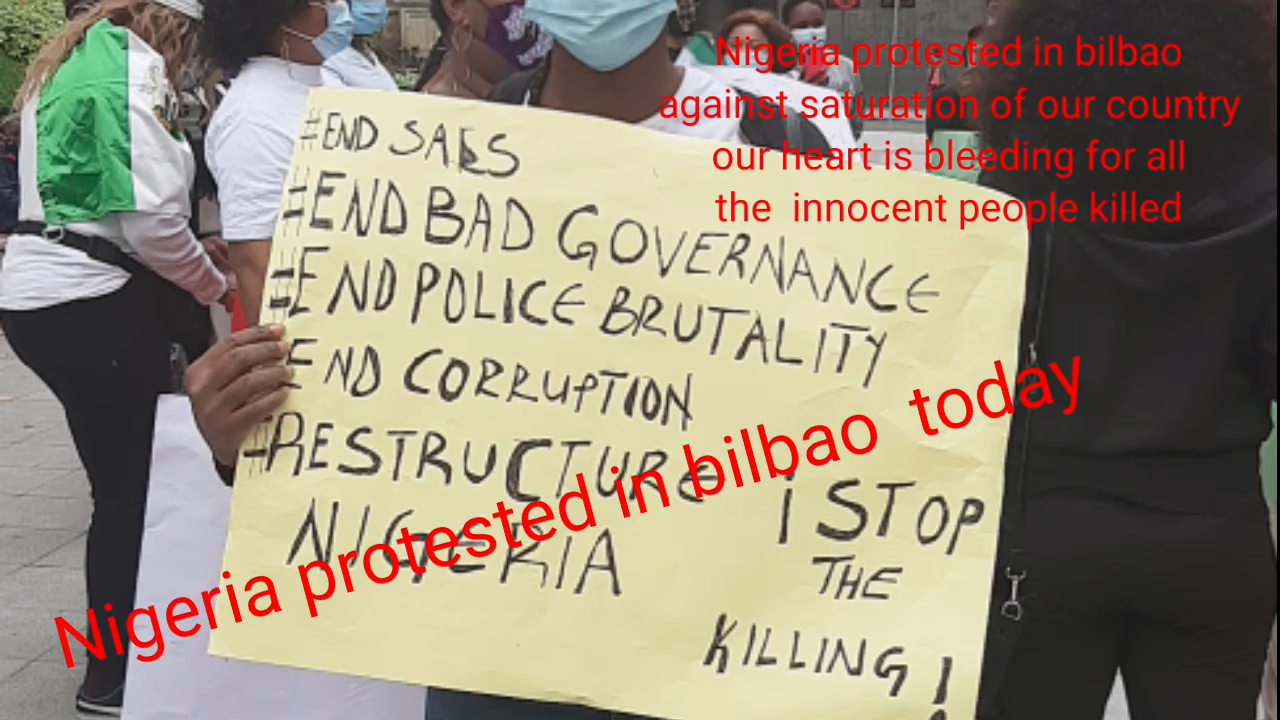 Nigeria protested in bilbao
against saturation of our country
our heart is bleeding for all
the innocent people killed
#END SARS
#END BAD GOVERNANCE
#END POLICE BRUTALITY
END CORRUPTION
#RESTRUCTURE
NIGERIA
¡ STOP
THE
KILLING !
Nigeria protested in bilbao today